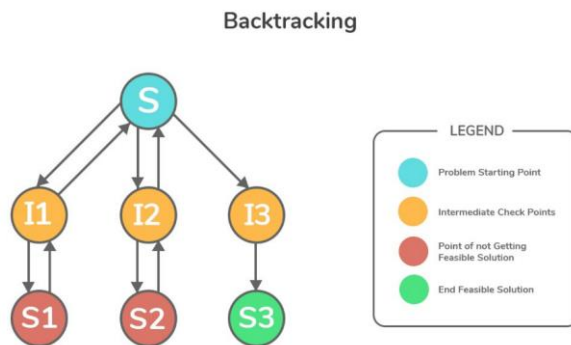 Backtracking
S
I1
I2
I3
S1
S2
S3
LEGEND
Problem Starting Point
Intermediate Check Points
Point of not Getting
Feasible Solution
End Feasible Solution